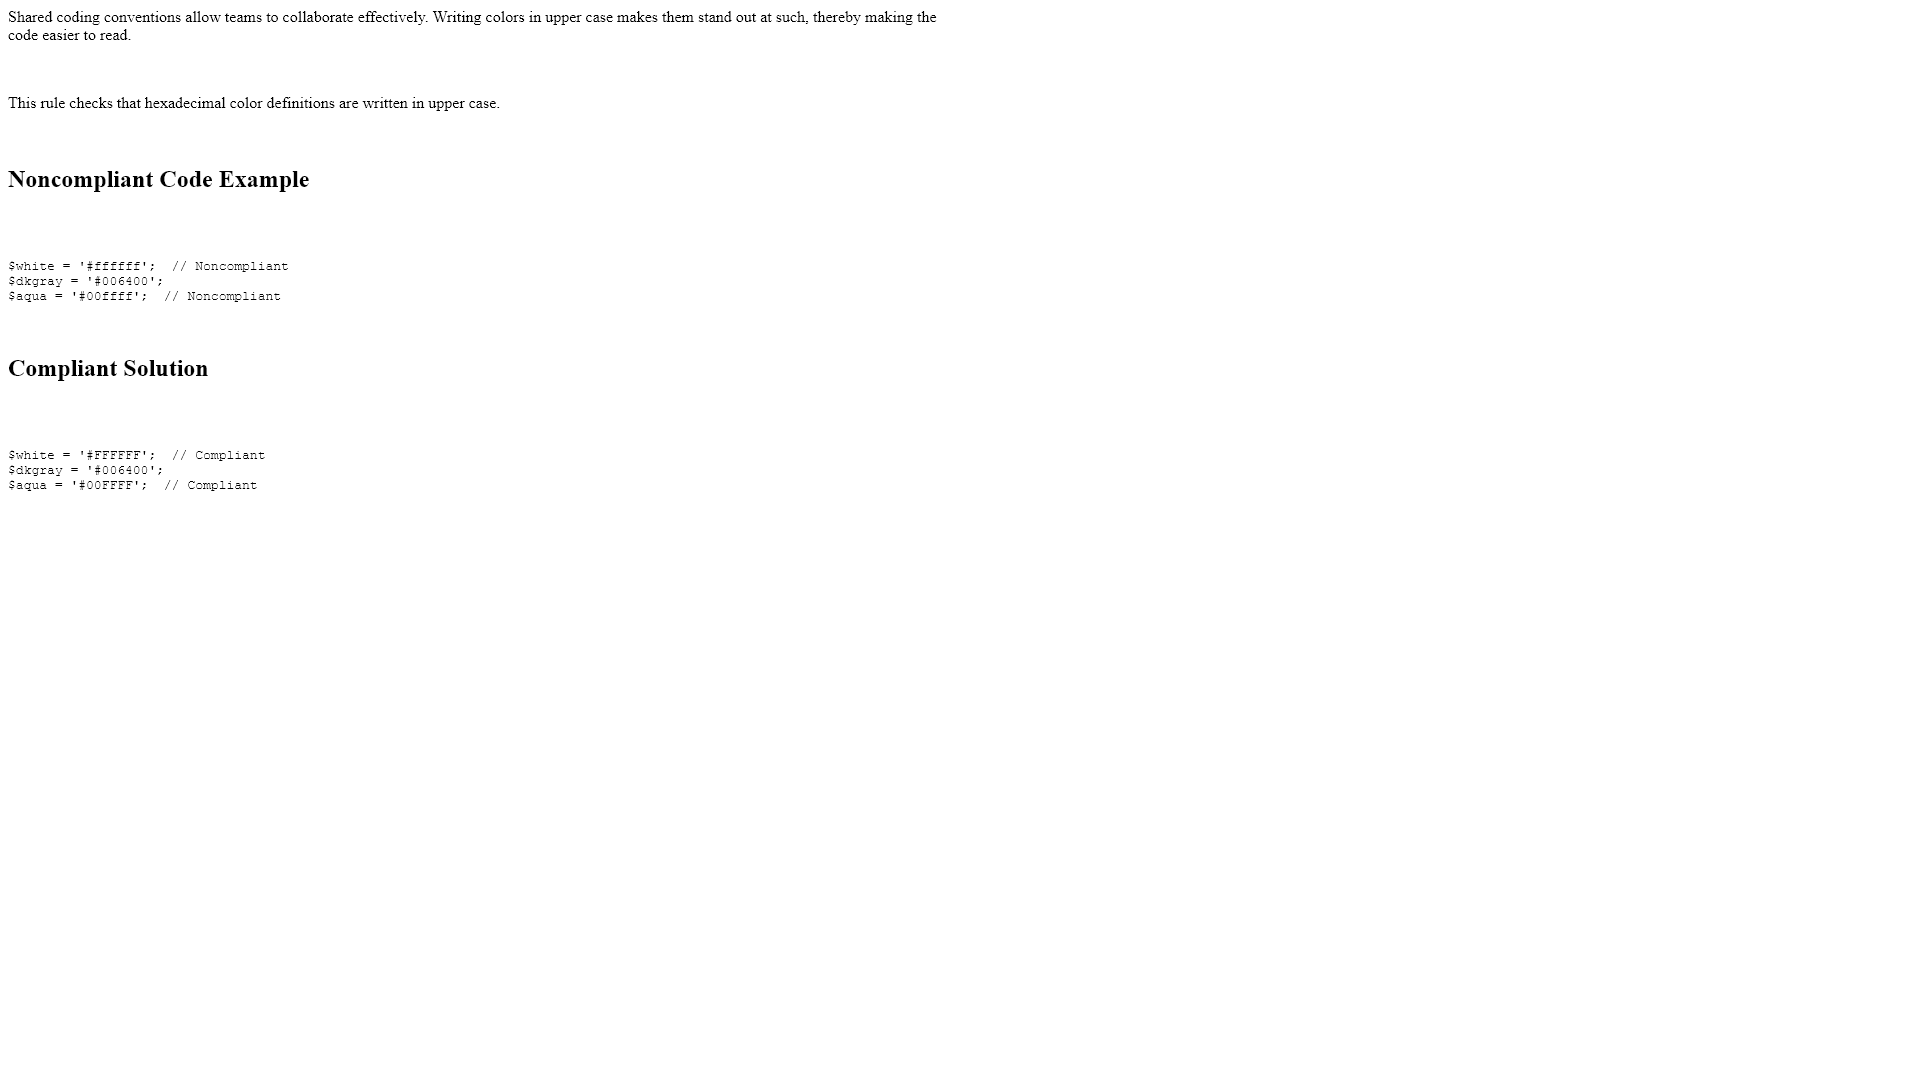 Shared coding conventions allow teams to collaborate effectively. Writing colors in upper case makes them stand out at such, thereby making the
code easier to read.
This rule checks that hexadecimal color definitions are written in upper case.
Noncompliant Code Example
$white = '#ffffff';  // Noncompliant
$dkgray = '#006400';
$aqua = '#00ffff';  // Noncompliant
Compliant Solution
$white = '#FFFFFF';  // Compliant
$dkgray = '#006400';
$aqua = '#00FFFF';  // Compliant